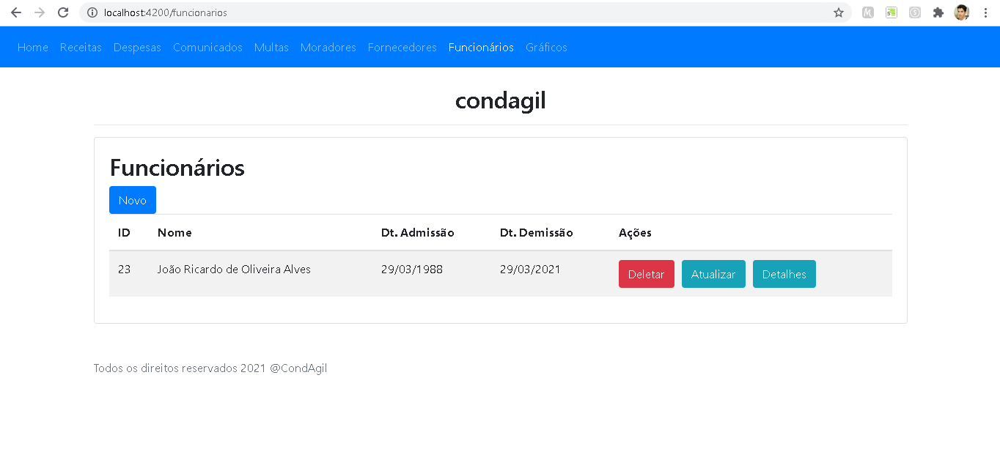 localhost:4200/funcionarios
Home Receitas Despesas Comunicados Multas Moradores Fornecedores Funcionários Gráficos
condagil
Funcionários
Novo
ID Nome Dt. Admissão Dt. Demissão Ações
23 João Ricardo de Oliveira Alves 29/03/1988 29/03/2021 Deletar Atualizar Detalhes
Todos os direitos reservados 2021 @CondAgil